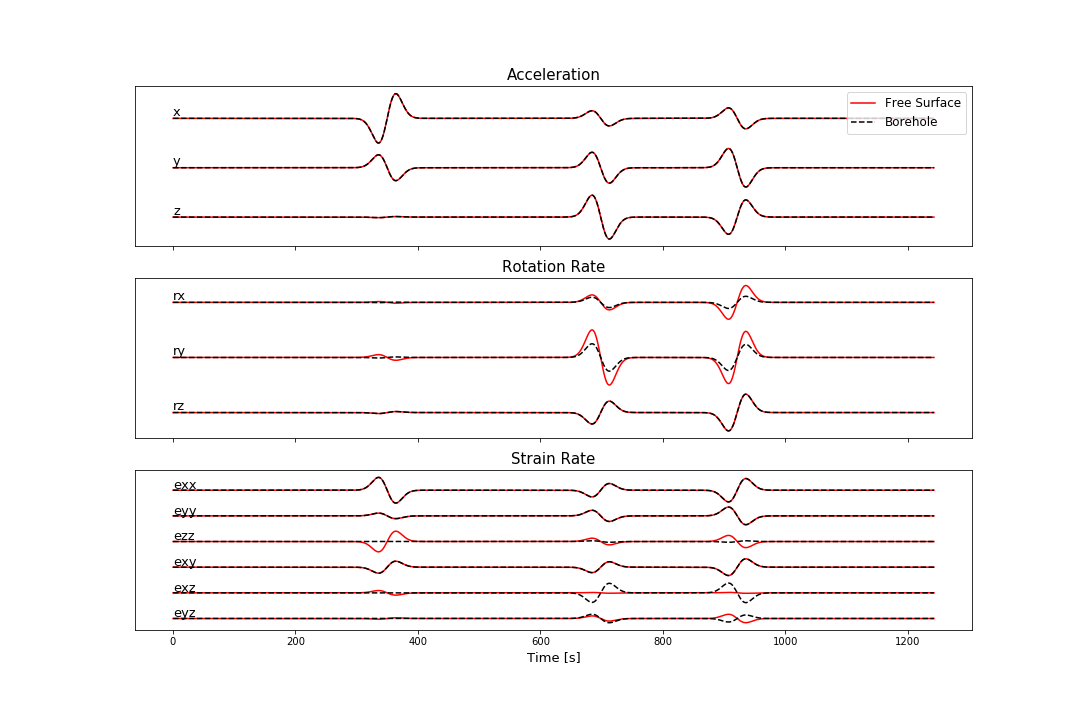 Acceleration
x
y
z
Free Surface
Borehole
Rotation Rate
rx
ry
rz
Strain Rate
exx
eyy
ezz
exy
exz
eyz
0 200 400 600 800 1000 1200
Time [s]